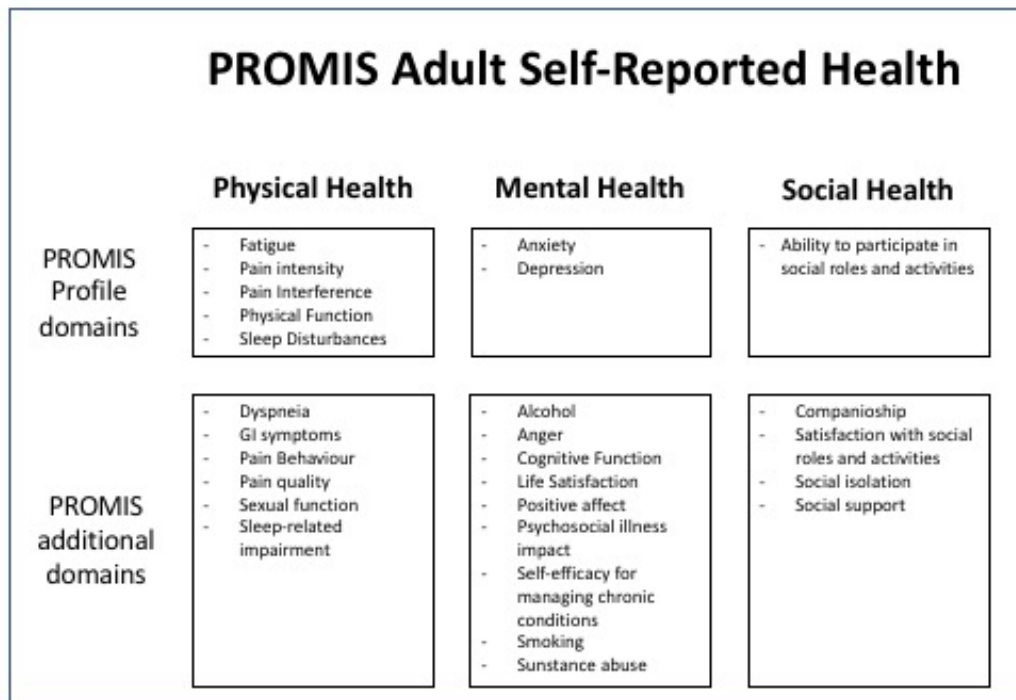 PROMIS Adult Self-Reported Health
Physical Health
Mental Health
Social Health
PROMIS
Profile
domains
- Fatigue
- Pain intensity
- Pain Interference
- Physical Function
- Sleep Disturbances
- Anxiety
- Depression
- Ability to participate in
social roles and activities
PROMIS
additional
domains
- Dyspneia
- GI symptoms
- Pain Behaviour
- Pain quality
- Sexual function
- Sleep-related
impairment
- Alcohol
- Anger
- Cognitive Function
- Life Satisfaction
- Positive affect
- Psychosocial illness
impact
- Self-efficacy for
managing chronic
conditions
- Smoking
- Sunstance abuse
- Companioship
- Satisfaction with social
roles and activities
- Social isolation
- Social support